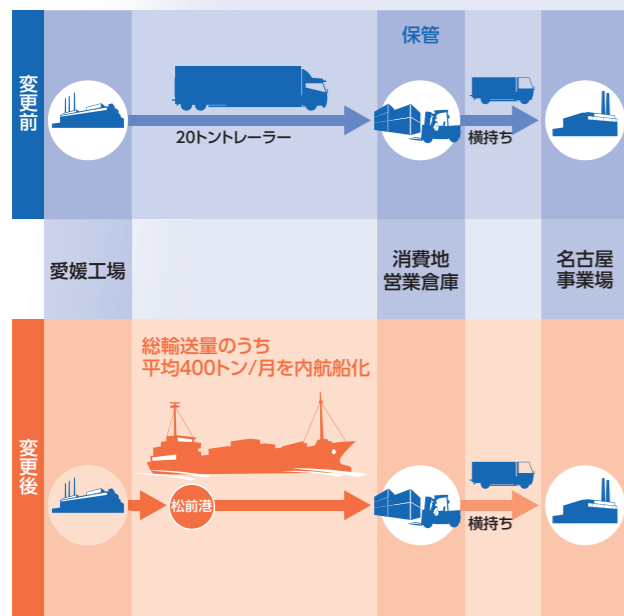 変更前
保管
20トントレーラー
横持ち
愛媛工場
消費地
営業倉庫
名古屋
事業場
変更後
総輸送量のうち
平均400トン/月を内航船化
松前港
横持ち